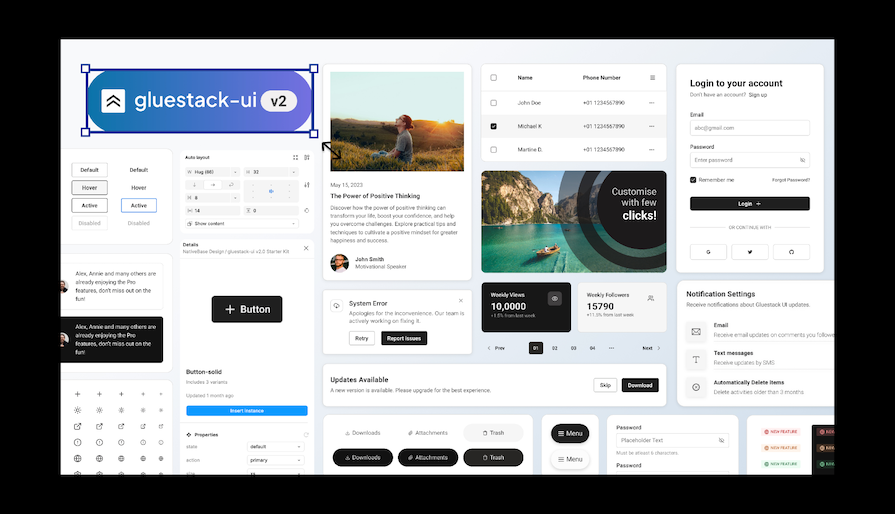 gluestack-ui v2
Default
Default
Hover
Hover
Active
Active
Disabled
Disabled
Alex, Annie and many others are
already enjoying the Pro
features, don't miss out on the
fun!
Alex, Annie and many others are
already enjoying the Pro
features, don't miss out on the
fun!
Auto layout
W Hug (86)
H 32
8
14
0
Show content
Details
NativeBase Design / gluestack-ui v2.0 Starter Kit
+ Button
Button-solid
Includes 3 variants
Updated 1 month ago
Insert Instance
Properties
state default
action primary
May 15, 2023
The Power of Positive Thinking
Discover how the power of positive thinking can
transform your life, boost your confidence, and help
you overcome challenges. Explore practical tips and
techniques to cultivate a positive mindset for greater
happiness and success.
John Smith
Motivational Speaker
System Error
Apologies for the inconvenience. Our team is
actively working on fixing it.
Retry
Report Issues
Name Phone Number
John Doe +01 1234567890
Michael K +01 1234567890
Martine D. +01 1234567890
Customise
with few
clicks!
Weekly Views
10,0000
+1.5% from last week
Weekly Followers
15790
+11.5% from last week
Prev 01 02 03 04 Next
Updates Available
A new version is available. Please upgrade for the best experience.
Skip
Download
Login to your account
Don't have an account? Sign up
Email
abc@gmail.com
Password
Enter password
Remember me Forgot Password?
Login
OR CONTINUE WITH
G
Notification Settings
Receive notifications about Gluestack UI updates.
Email
Receive email updates on comments you followe
Text messages
Receive updates by SMS
Automatically Delete Items
Delete activities older than 3 months
Downloads Attachments Trash
Downloads Attachments Trash
Menu
Menu
Password
Placeholder Text
Must be atleast 6 characters
Password
NEW FEATURE
NEW FEATURE
NEW FEATURE